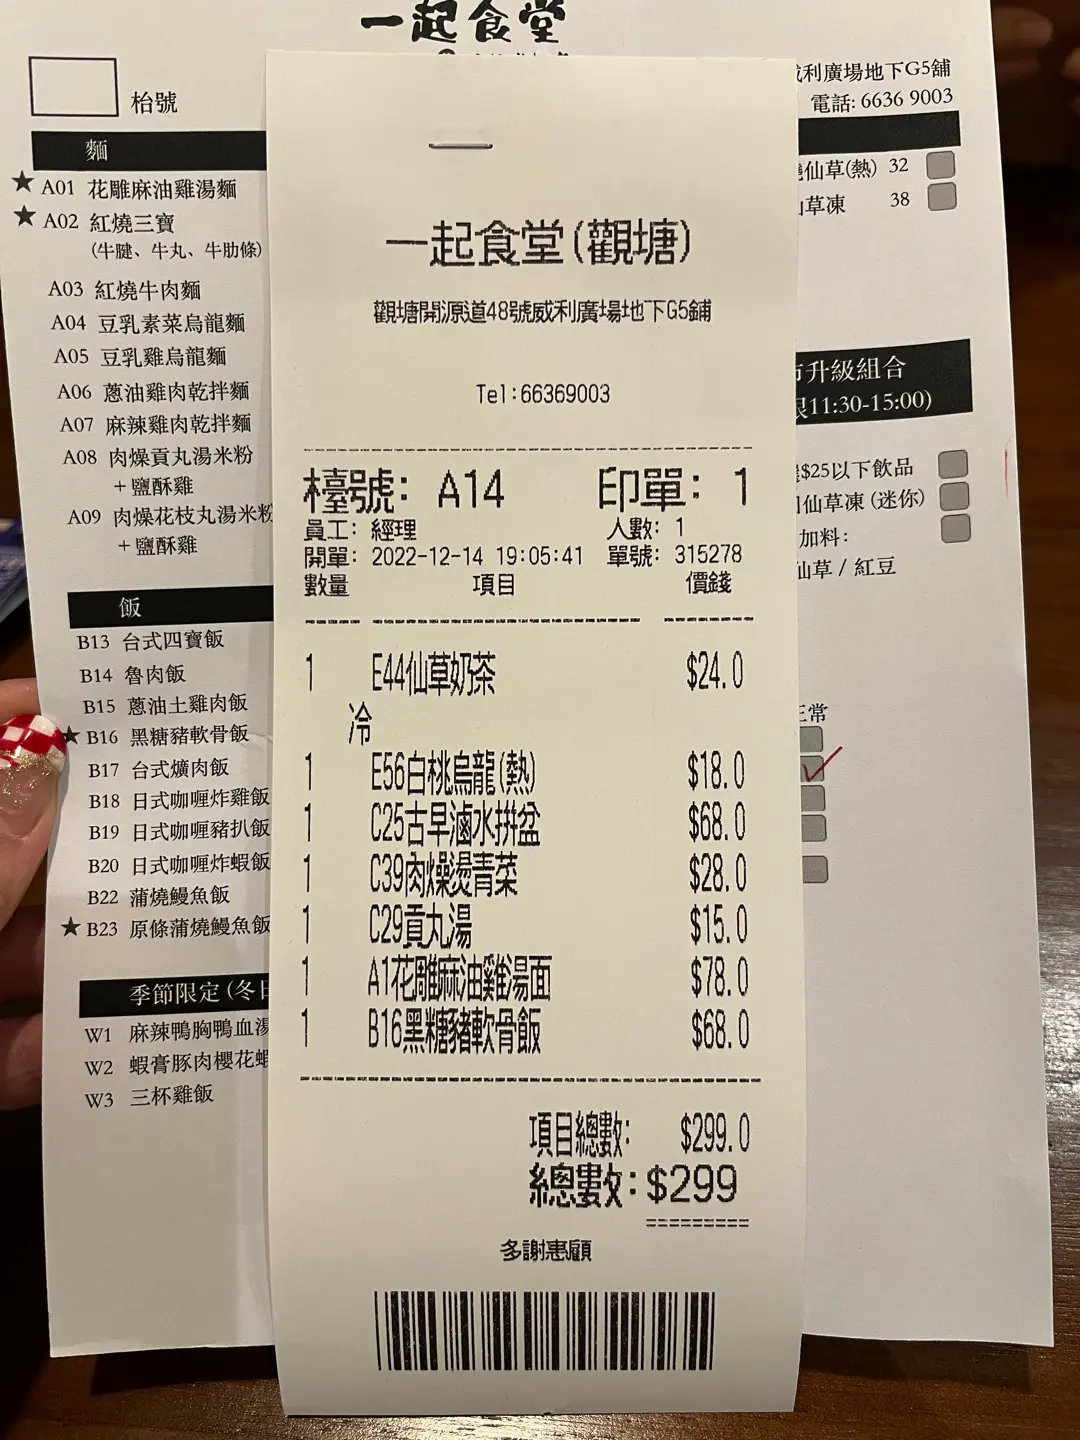 一起食堂
枱號
威利廣場地下G5舖
電話: 6636 9003
麵
★ A01 花雕麻油雞湯麵
★ A02 紅燒三寶
(牛腱、牛丸、牛肋條)
A03 紅燒牛肉麵
A04 豆乳素菜烏龍麵
A05 豆乳雞烏龍麵
A06 蔥油雞肉乾拌麵
A07 麻辣雞肉乾拌麵
A08 肉燥貢丸湯米粉
+ 鹽酥雞
A09 肉燥花枝丸湯米粉
+ 鹽酥雞
飯
B13 台式四寶飯
B14 魯肉飯
B15 蔥油土雞肉飯
★ B16 黑糖豬軟骨飯
B17 台式爌肉飯
B18 日式咖喱炸雞飯
B19 日式咖喱豬扒飯
B20 日式咖喱炸蝦飯
B22 蒲燒鰻魚飯
★ B23 原條蒲燒鰻魚飯
季節限定 (冬日
W1 麻辣鴨胸鴨血湯
W2 蝦膏豚肉櫻花蝦
W3 三杯雞飯
仙草(熱) 32
仙草凍 38
市升級組合
限11:30-15:00)
$25以下飲品
仙草凍 (迷你)
加料:
仙草 / 紅豆
正常
一起食堂(觀塘)
觀塘開源道48號威利廣場地下G5鋪
Tel:66369003
檯號: A14 印單: 1
員工: 經理 人數: 1
開單: 2022-12-14 19:05:41 單號: 315278
數量 項目 價錢
1 E44仙草奶茶 $24.0
冷
1 E56白桃烏龍(熱) $18.0
1 C25古早滷水拼盆 $68.0
1 C39肉燥燙青菜 $28.0
1 C29貢丸湯 $15.0
1 A1花雕麻油雞湯面 $78.0
1 B16黑糖豬軟骨飯 $68.0
項目總數: $299.0
總數: $299
多謝惠顧